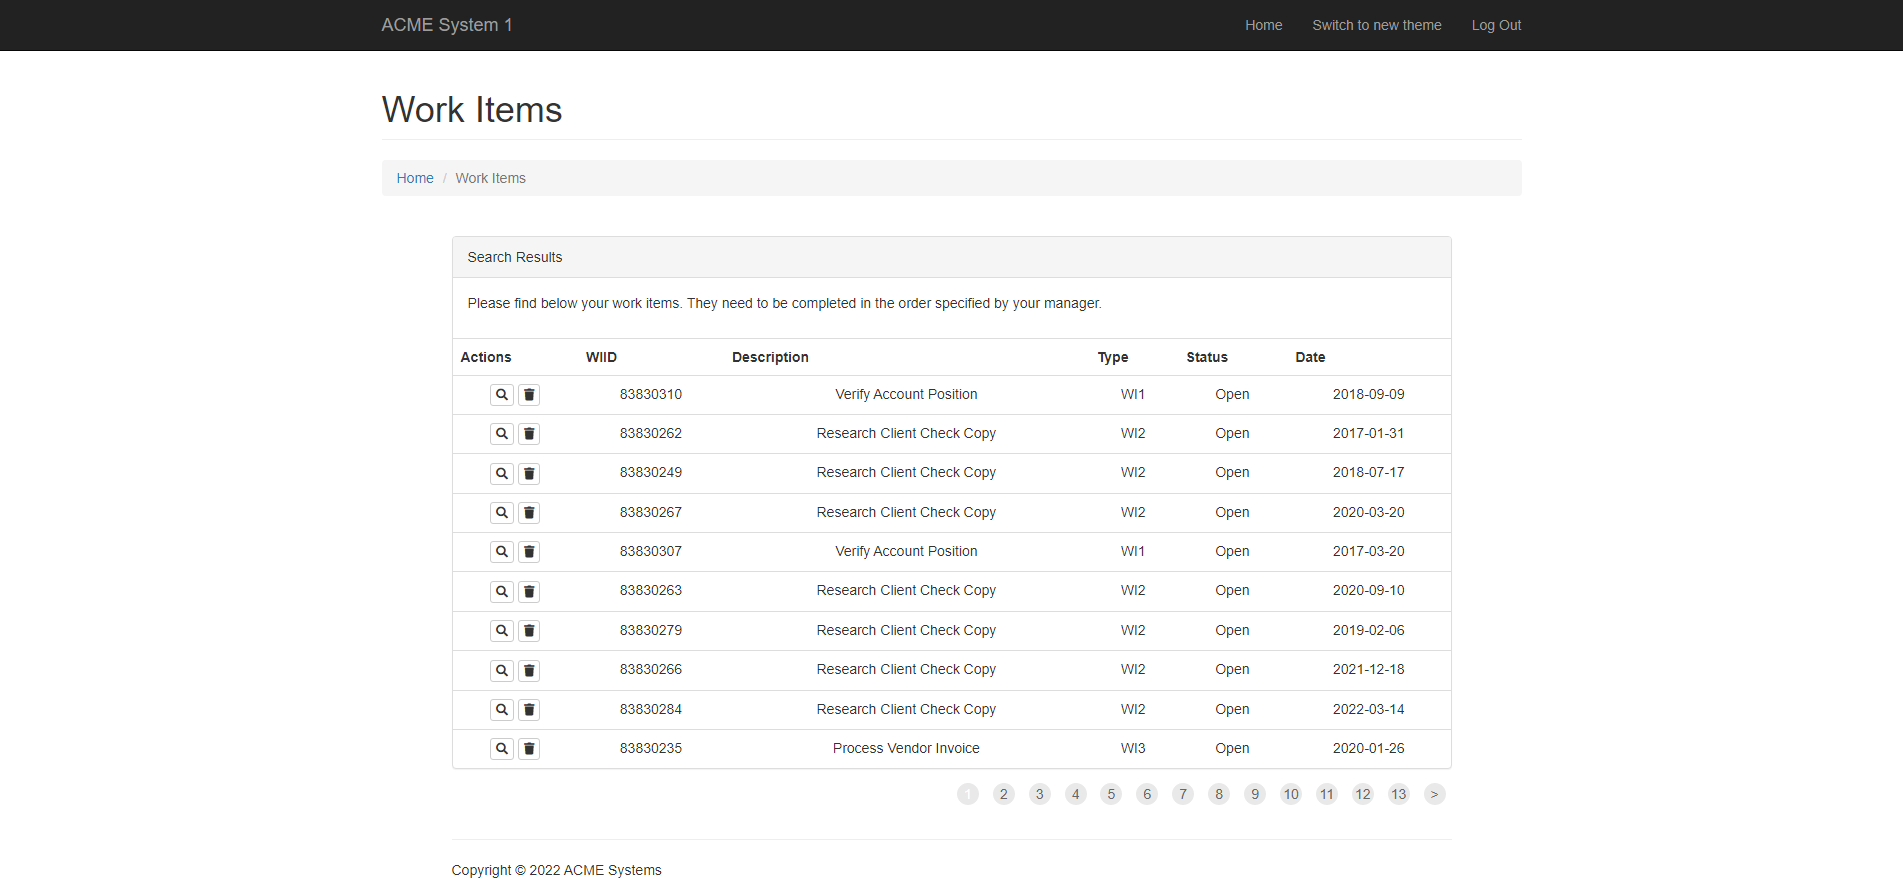 ACME System 1 Home Switch to new theme Log Out
Work Items
Home / Work Items
Search Results
Please find below your work items. They need to be completed in the order specified by your manager.
Actions WIID Description Type Status Date
83830310 Verify Account Position WI1 Open 2018-09-09
83830262 Research Client Check Copy WI2 Open 2017-01-31
83830249 Research Client Check Copy WI2 Open 2018-07-17
83830267 Research Client Check Copy WI2 Open 2020-03-20
83830307 Verify Account Position WI1 Open 2017-03-20
83830263 Research Client Check Copy WI2 Open 2020-09-10
83830279 Research Client Check Copy WI2 Open 2019-02-06
83830266 Research Client Check Copy WI2 Open 2021-12-18
83830284 Research Client Check Copy WI2 Open 2022-03-14
83830235 Process Vendor Invoice WI3 Open 2020-01-26
1 2 3 4 5 6 7 8 9 10 11 12 13 >
Copyright © 2022 ACME Systems